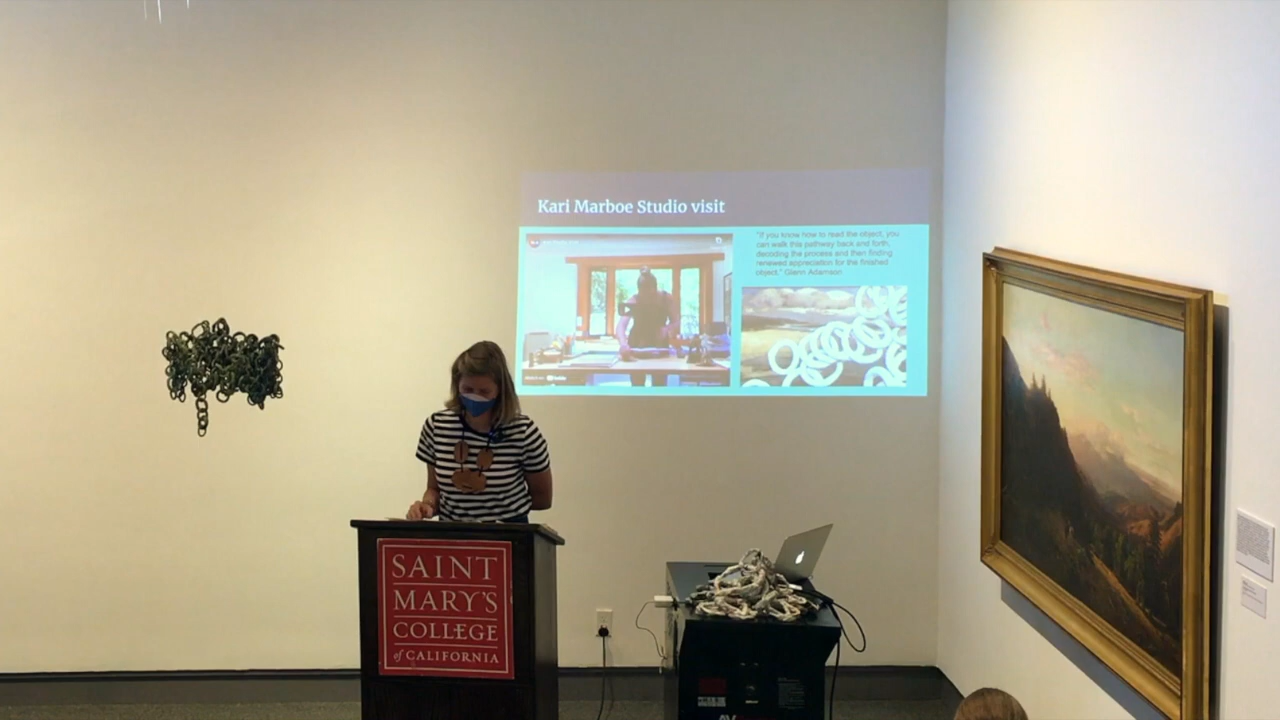 Kari Marboe Studio visit
"If you know how to read the object, you
can walk this pathway back and forth,
decoding the process and then finding
renewed appreciation for the finished
object." Glenn Adamson
SAINT
MARY'S
COLLEGE
of CALIFORNIA
AV